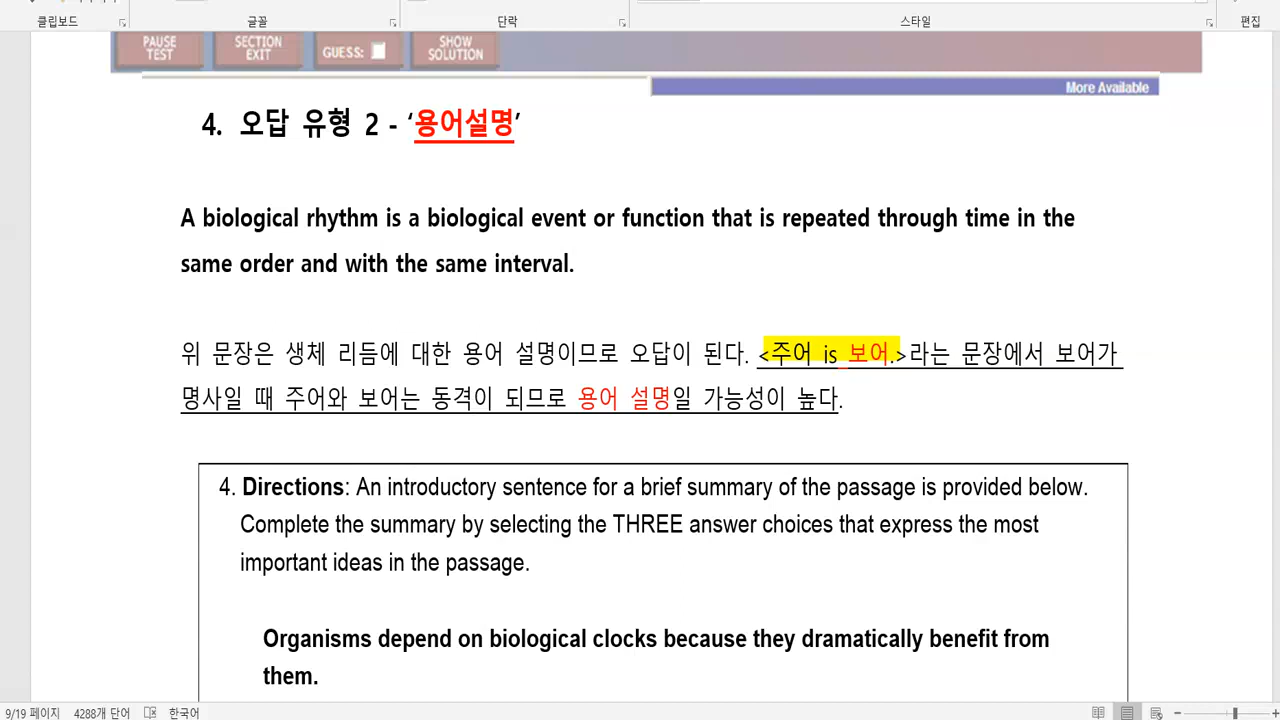 클립보드
글꼴
단락
스타일
편집
PAUSE TEST
SECTION EXIT
GUESS:
SHOW SOLUTION
More Available
4. 오답 유형 2 - ‘용어설명’
A biological rhythm is a biological event or function that is repeated through time in the
same order and with the same interval.
위 문장은 생체 리듬에 대한 용어 설명이므로 오답이 된다. <주어 is 보어.>라는 문장에서 보어가
명사일 때 주어와 보어는 동격이 되므로 용어 설명일 가능성이 높다.
4. Directions: An introductory sentence for a brief summary of the passage is provided below.
Complete the summary by selecting the THREE answer choices that express the most
important ideas in the passage.
Organisms depend on biological clocks because they dramatically benefit from
them.
9/19 페이지 4288개 단어 한국어